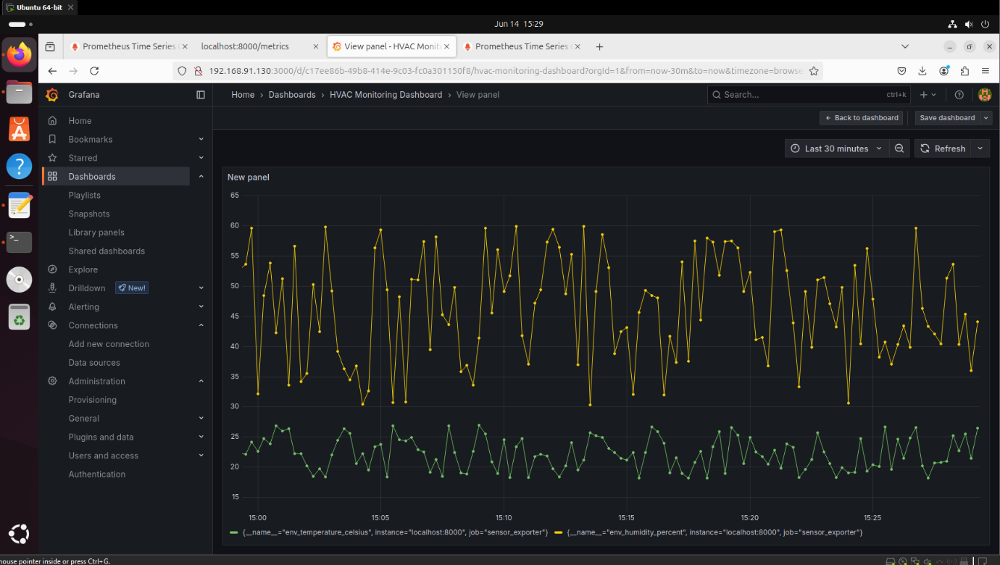 Ubuntu 64-bit
Jun 14 15:29
Prometheus Time Series
localhost:8000/metrics
View panel - HVAC Monit
Prometheus Time Series
192.168.91.130:3000/d/c17ee86b-49b8-414e-9c03-fc0a301150f8/hvac-monitoring-dashboard?orgId=1&from=now-30m&to=now&timezone=browse
Grafana
Home › Dashboards › HVAC Monitoring Dashboard › View panel
Search...
ctrl+k
Back to dashboard
Save dashboard
Last 30 minutes
Refresh
Home
Bookmarks
Starred
Dashboards
Playlists
Snapshots
Library panels
Shared dashboards
Explore
Drilldown
New!
Alerting
Connections
Add new connection
Data sources
Administration
Provisioning
General
Plugins and data
Users and access
Authentication
New panel
65
60
55
50
45
40
35
30
25
20
15
15:00 15:05 15:10 15:15 15:20 15:25
{__name__="env_temperature_celsius", instance="localhost:8000", job="sensor_exporter"} {__name__="env_humidity_percent", instance="localhost:8000", job="sensor_exporter"}
nouse pointer inside or press Ctrl+G.